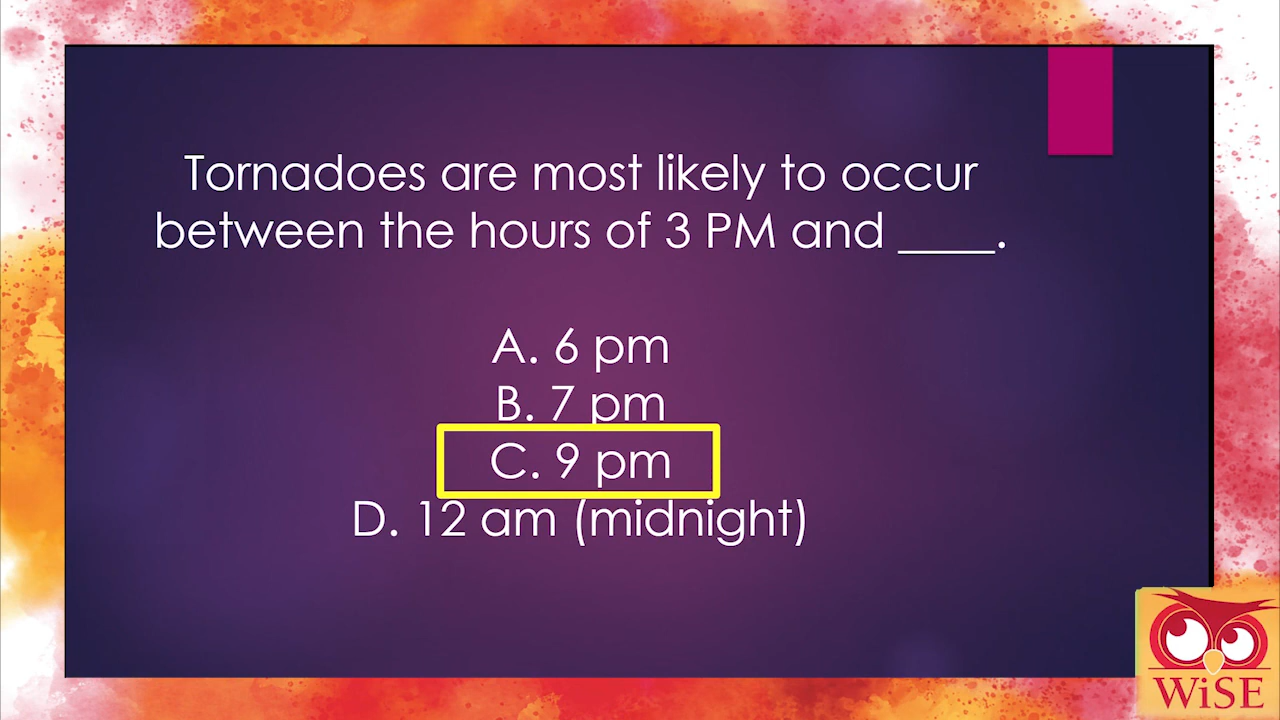 Tornadoes are most likely to occur
between the hours of 3 PM and ____.
A. 6 pm
B. 7 pm
C. 9 pm
D. 12 am (midnight)
WiSE